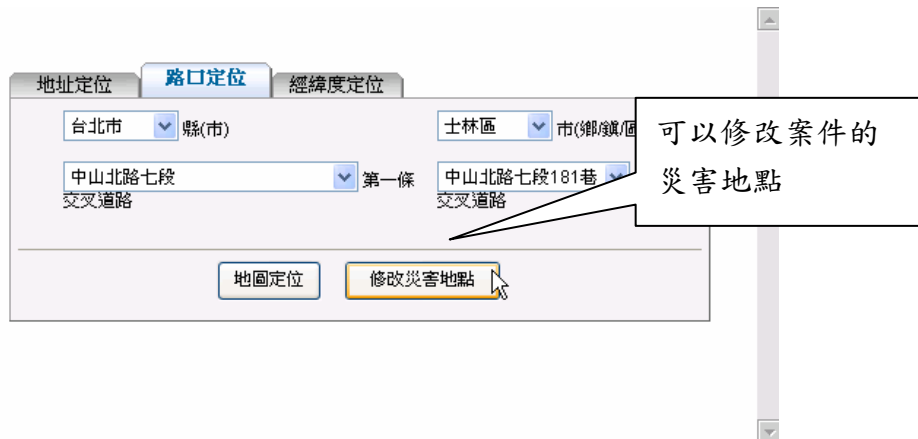 地址定位 路口定位 經緯度定位
台北市 縣(市) 士林區 市(鄉/鎮/區
可以修改案件的
災害地點
中山北路七段 第一條 中山北路七段181巷
交叉道路 交叉道路
地圖定位 修改災害地點